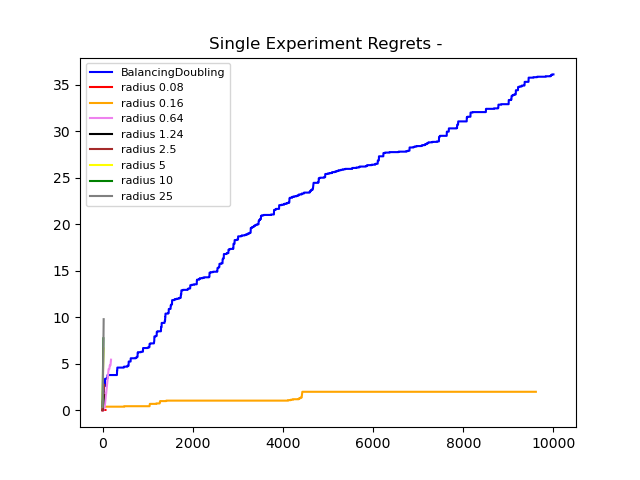 Single Experiment Regrets -
BalancingDoubling
radius 0.08
radius 0.16
radius 0.64
radius 1.24
radius 2.5
radius 5
radius 10
radius 25
35
30
25
20
15
10
5
0
0 2000 4000 6000 8000 10000